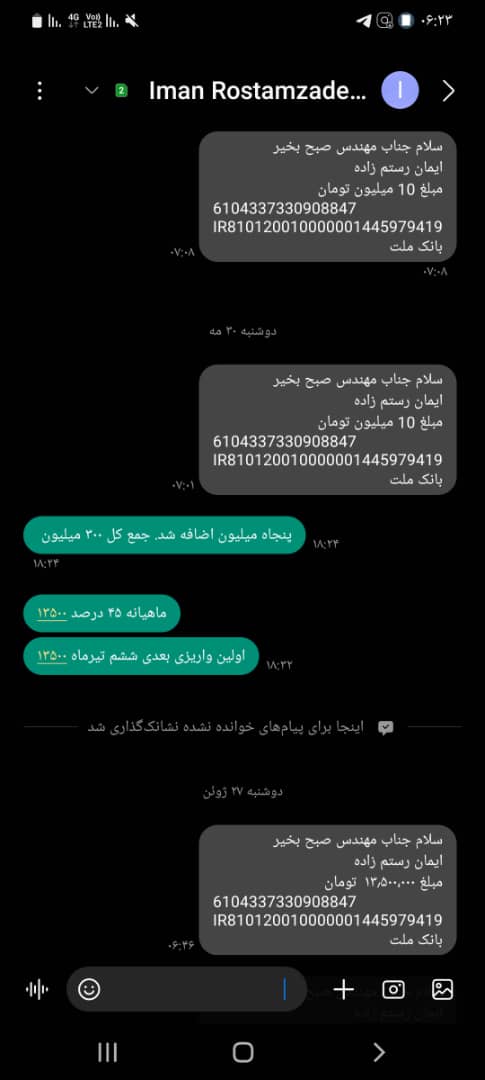 ۰۶:۲۳
4G
Vo))
LTE2
Iman Rostamzade...
2
I
سلام جناب مهندس صبح بخیر
ایمان رستم زاده
مبلغ 10 میلیون تومان
6104337330908847
IR810120010000001445979419
بانک ملت
۰۷:۰۸
۰۷:۰۸
دوشنبه ۳۰ مه
سلام جناب مهندس صبح بخیر
ایمان رستم زاده
مبلغ 10 میلیون تومان
6104337330908847
IR810120010000001445979419
بانک ملت
۰۷:۰۱
پنجاه میلیون اضافه شد. جمع کل ۳۰۰ میلیون
۱۸:۲۴
۱۸:۲۴
ماهیانه ۴۵ درصد ۱۳۵۰۰
اولین واریزی بعدی ششم تیرماه ۱۳۵۰۰
۱۸:۳۲
اینجا برای پیام‌های خوانده نشده نشانک‌گذاری شد
دوشنبه ۲۷ ژوئن
سلام جناب مهندس صبح بخیر
ایمان رستم زاده
مبلغ ۱۳٫۵۰۰٫۰۰۰ تومان
6104337330908847
IR810120010000001445979419
بانک ملت
۰۶:۴۶